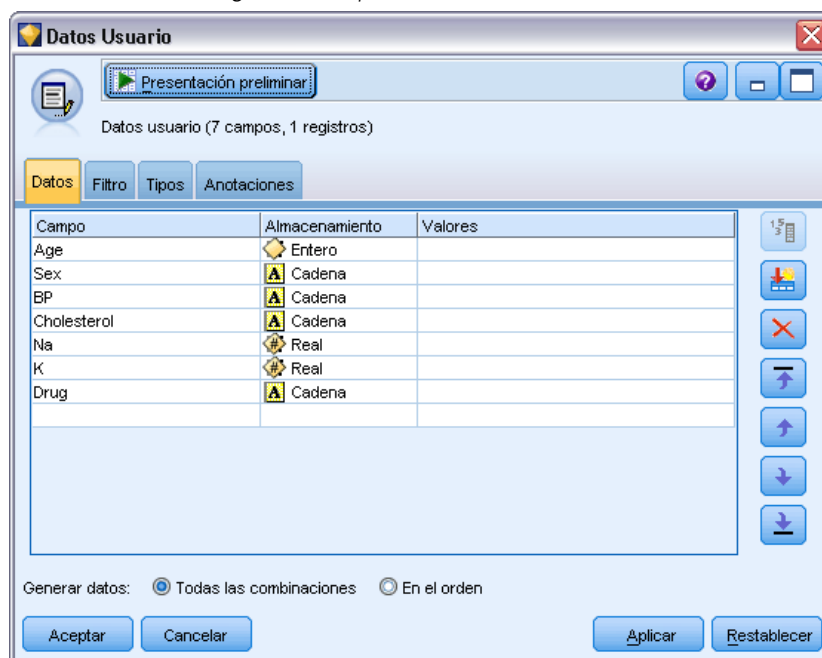 Datos Usuario
Presentación preliminar
Datos usuario (7 campos, 1 registros)
Datos Filtro Tipos Anotaciones
Campo Almacenamiento Valores
Age Entero
Sex A Cadena
BP A Cadena
Cholesterol A Cadena
Na # Real
K # Real
Drug A Cadena
Generar datos: Todas las combinaciones En el orden
Aceptar Cancelar Aplicar Restablecer